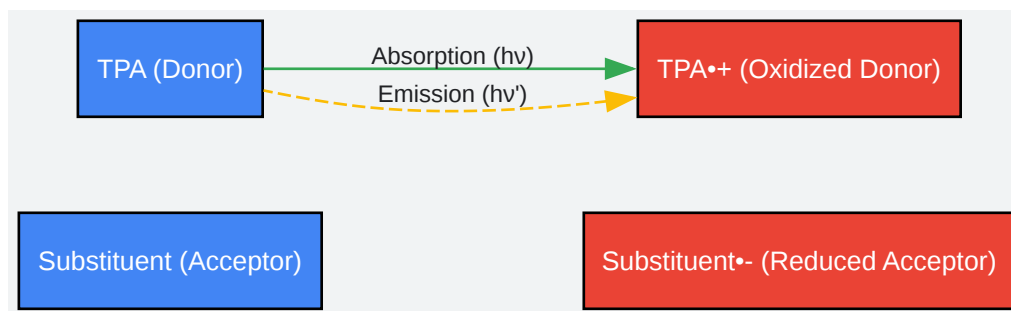 TPA (Donor)
Absorption (hν)
TPA•+ (Oxidized Donor)
Emission (hν')
Substituent (Acceptor)
Substituent•- (Reduced Acceptor)